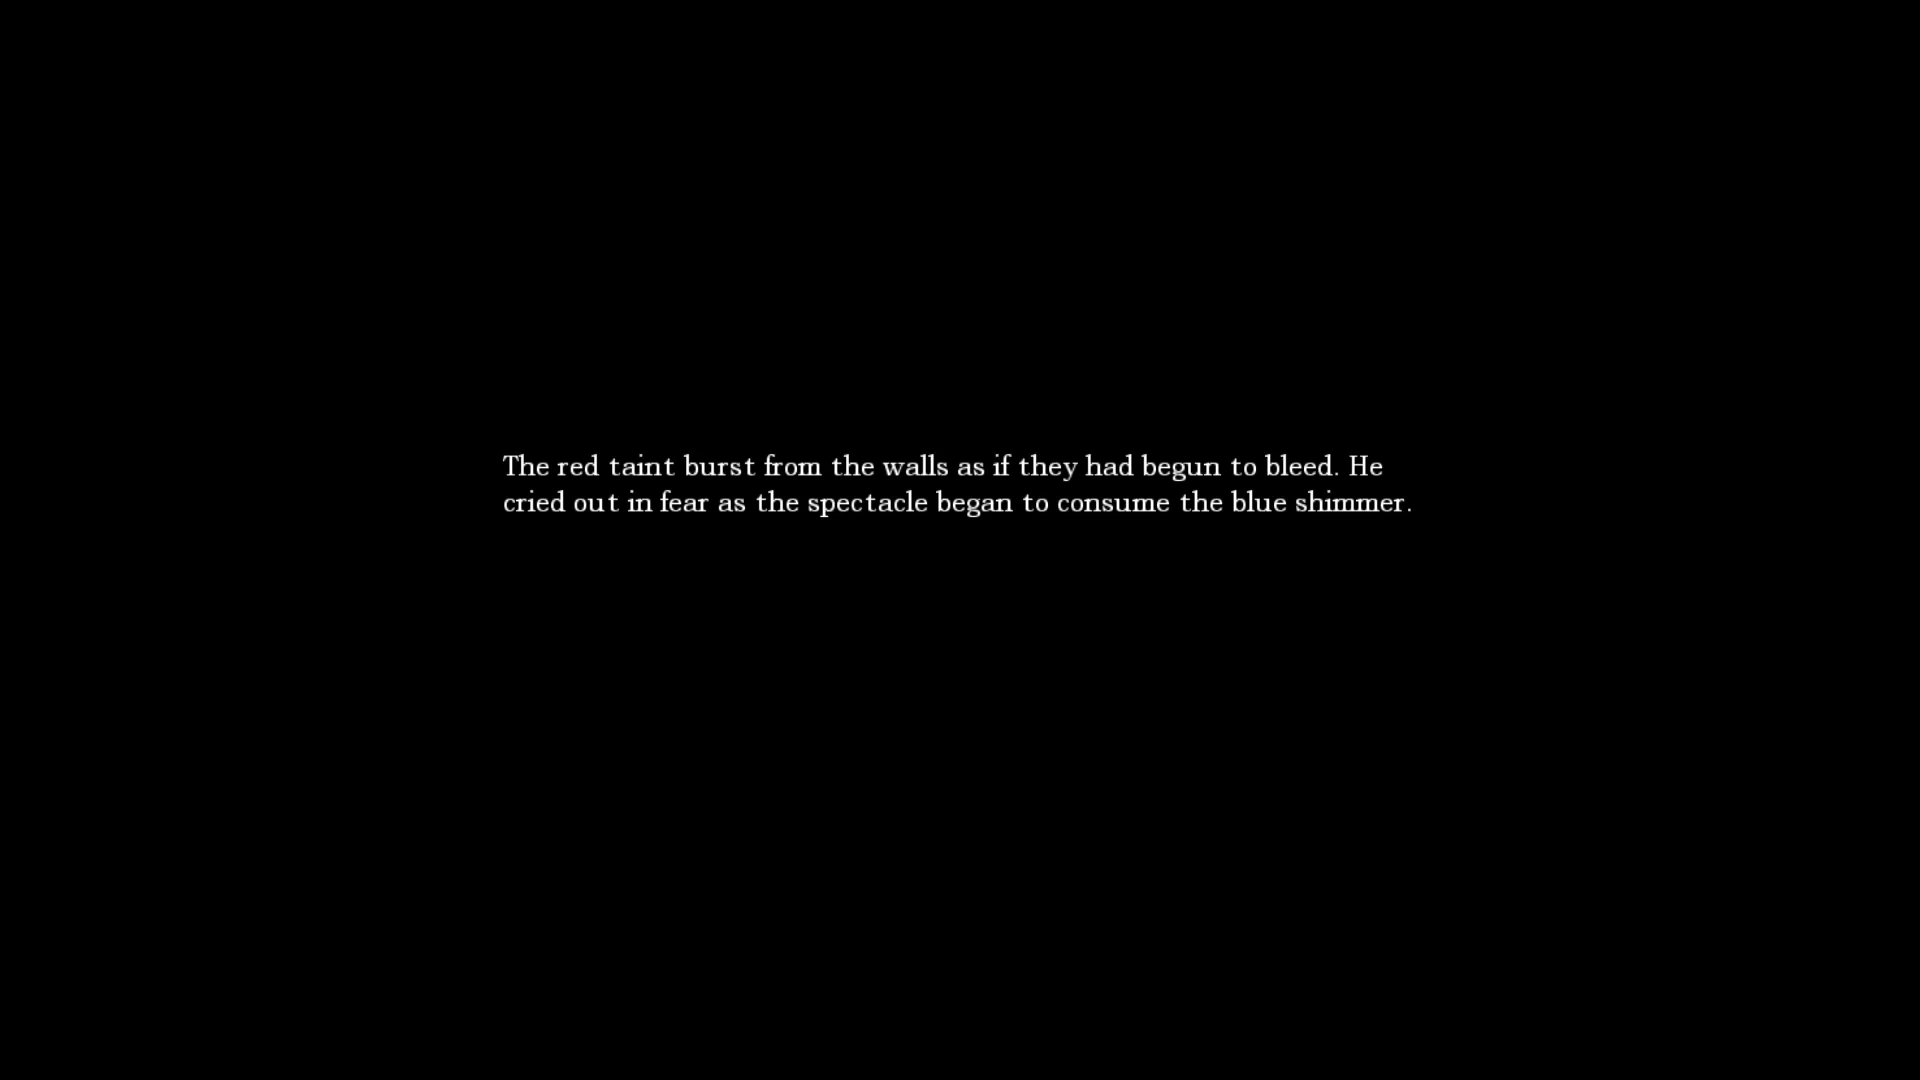 The red taint burst from the walls as if they had begun to bleed. He
cried out in fear as the spectacle began to consume the blue shimmer.